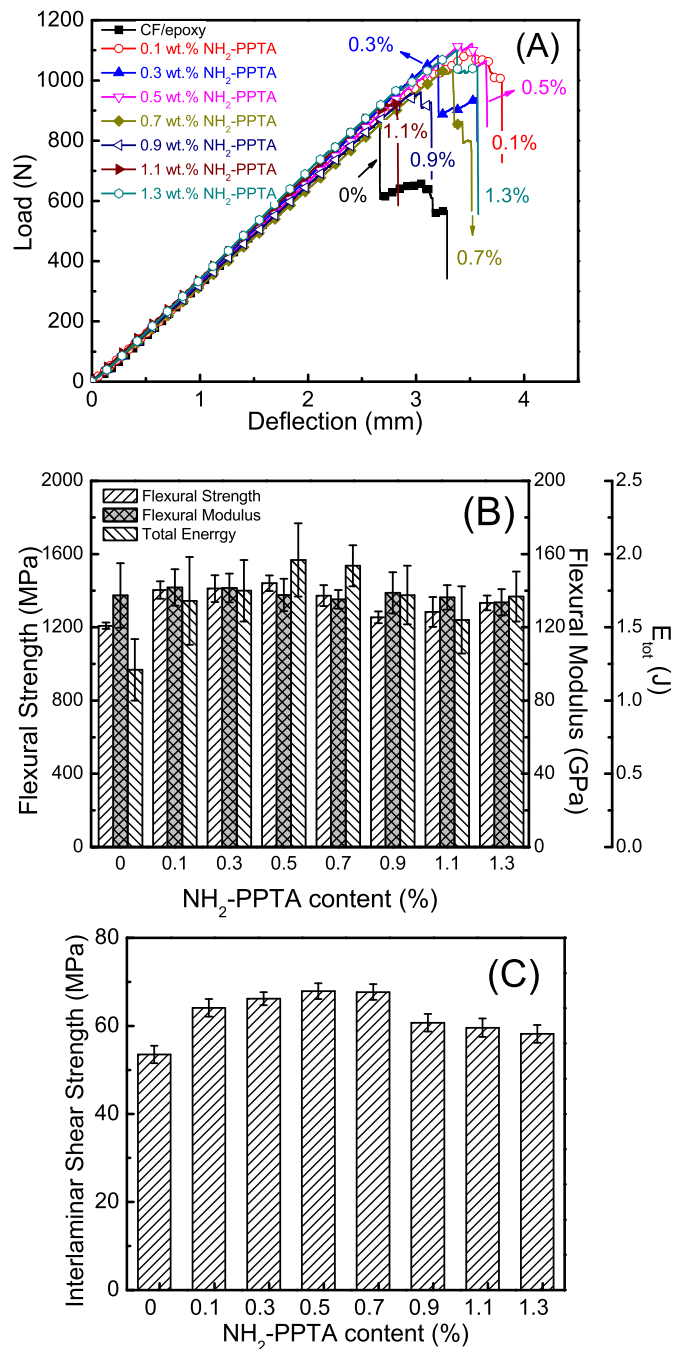 (A)
CF/epoxy
0.1 wt.% NH2-PPTA
0.3 wt.% NH2-PPTA
0.5 wt.% NH2-PPTA
0.7 wt.% NH2-PPTA
0.9 wt.% NH2-PPTA
1.1 wt.% NH2-PPTA
1.3 wt.% NH2-PPTA
0.3%
0.5%
0.1%
1.1%
0.9%
0%
1.3%
0.7%
Load (N)
1200
1000
800
600
400
200
0
0 1 2 3 4
Deflection (mm)
(B)
Flexural Strength
Flexural Modulus
Total Enerrgy
Flexural Strength (MPa)
2000
1600
1200
800
400
0
200
160
120
80
40
0
Flexural Modulus (GPa)
2.5
2.0
1.5
1.0
0.5
0.0
Etot (J)
0 0.1 0.3 0.5 0.7 0.9 1.1 1.3
NH2-PPTA content (%)
(C)
Interlaminar Shear Strength (MPa)
80
60
40
20
0
0 0.1 0.3 0.5 0.7 0.9 1.1 1.3
NH2-PPTA content (%)